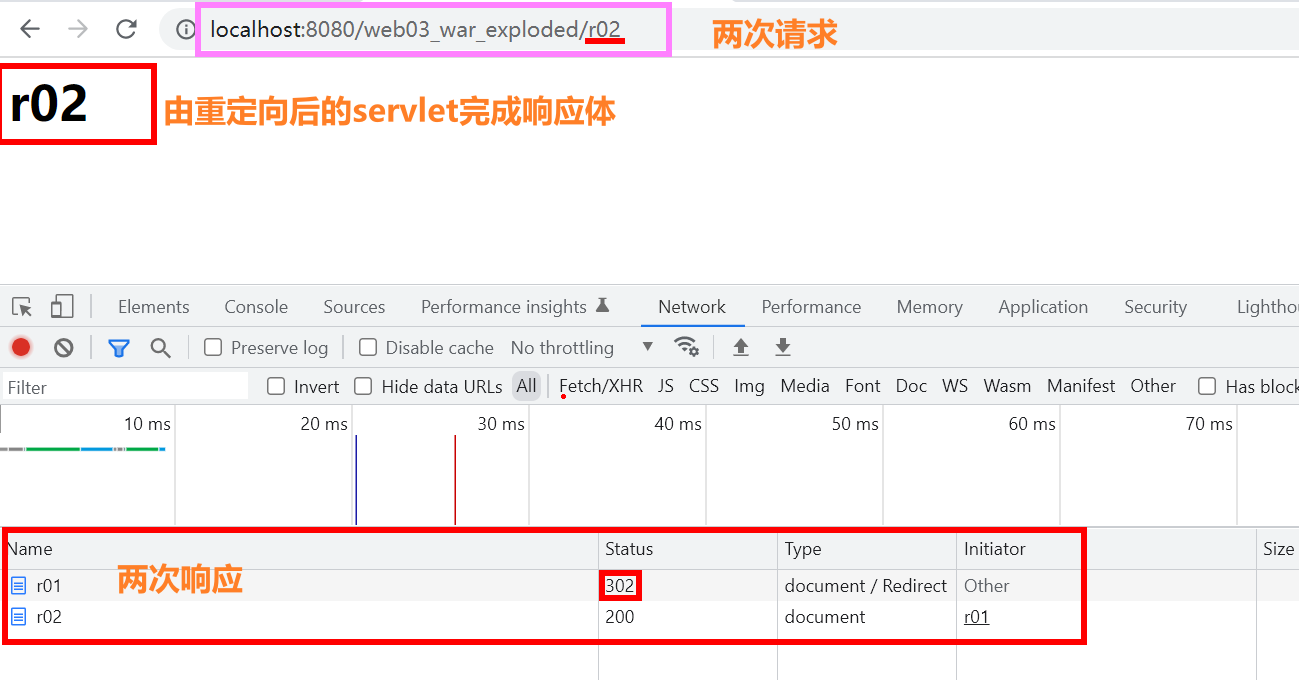 localhost:8080/web03_war_exploded/r02 两次请求
r02 由重定向后的servlet完成响应体
Elements Console Sources Performance insights Network Performance Memory Application Security Lightho
Preserve log Disable cache No throttling
Filter Invert Hide data URLs All Fetch/XHR JS CSS Img Media Font Doc WS Wasm Manifest Other Has block
10 ms 20 ms 30 ms 40 ms 50 ms 60 ms 70 ms
Name Status Type Initiator Size
r01 两次响应 302 document / Redirect Other
r02 200 document r01